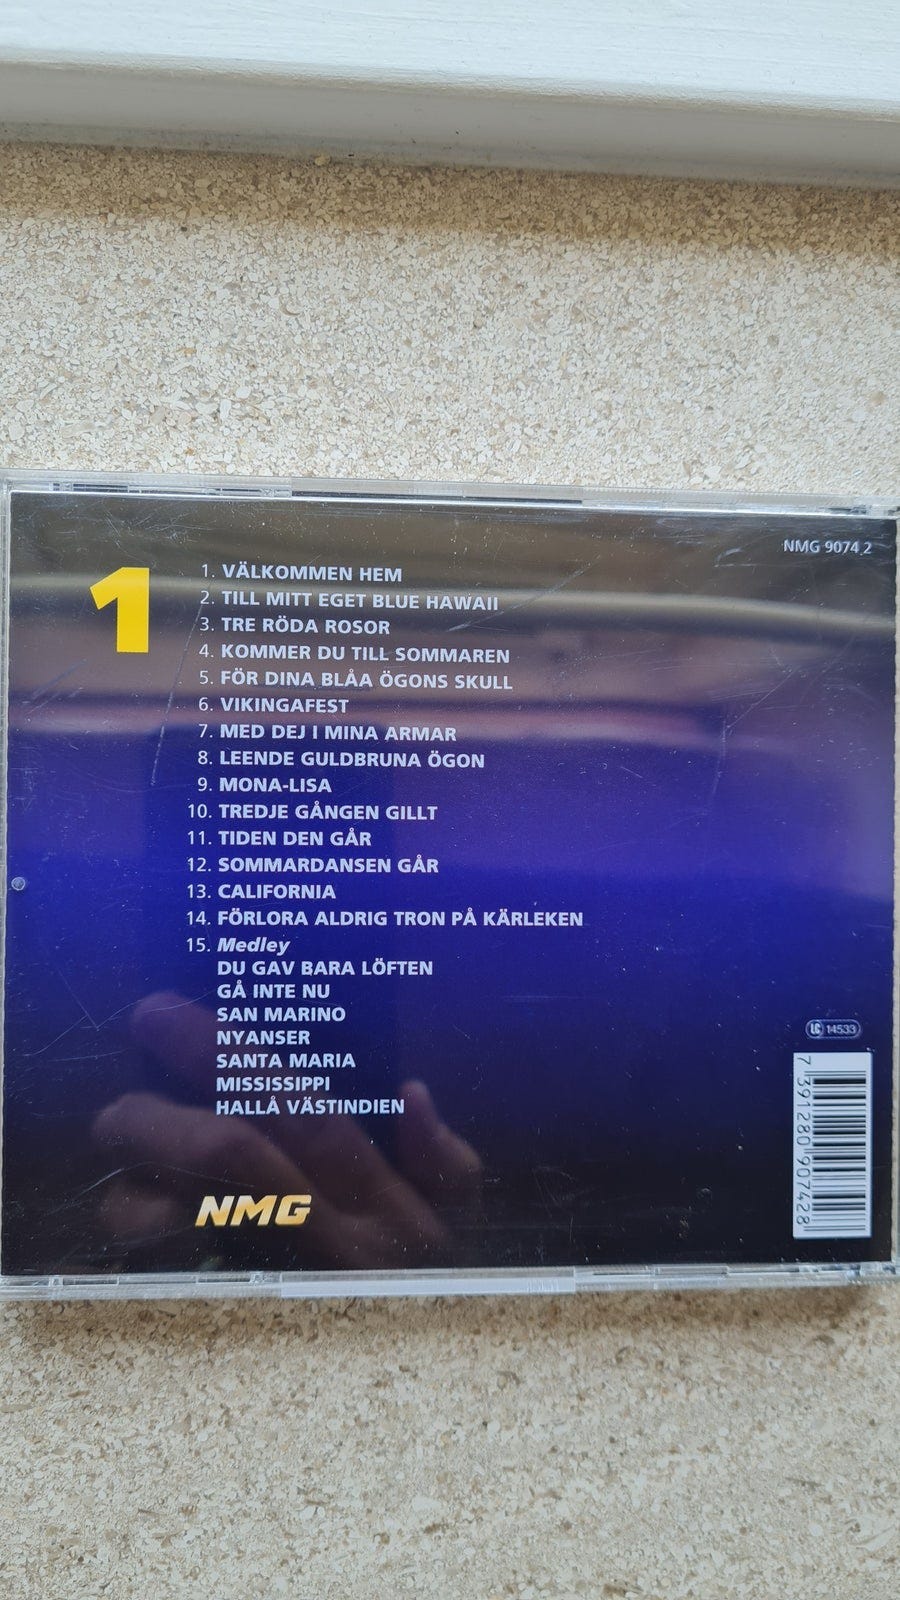 NMG 9074 2
1
1. VÄLKOMMEN HEM
2. TILL MITT EGET BLUE HAWAII
3. TRE RÖDA ROSOR
4. KOMMER DU TILL SOMMAREN
5. FÖR DINA BLÅA ÖGONS SKULL
6. VIKINGAFEST
7. MED DEJ I MINA ARMAR
8. LEENDE GULDBRUNA ÖGON
9. MONA-LISA
10. TREDJE GÅNGEN GILLT
11. TIDEN DEN GÅR
12. SOMMARDANSEN GÅR
13. CALIFORNIA
14. FÖRLORA ALDRIG TRON PÅ KÄRLEKEN
15. Medley
DU GAV BARA LÖFTEN
GÅ INTE NU
SAN MARINO
NYANSER
SANTA MARIA
MISSISSIPPI
HALLÅ VÄSTINDIEN
LC 14533
7 391280 907428
NMG